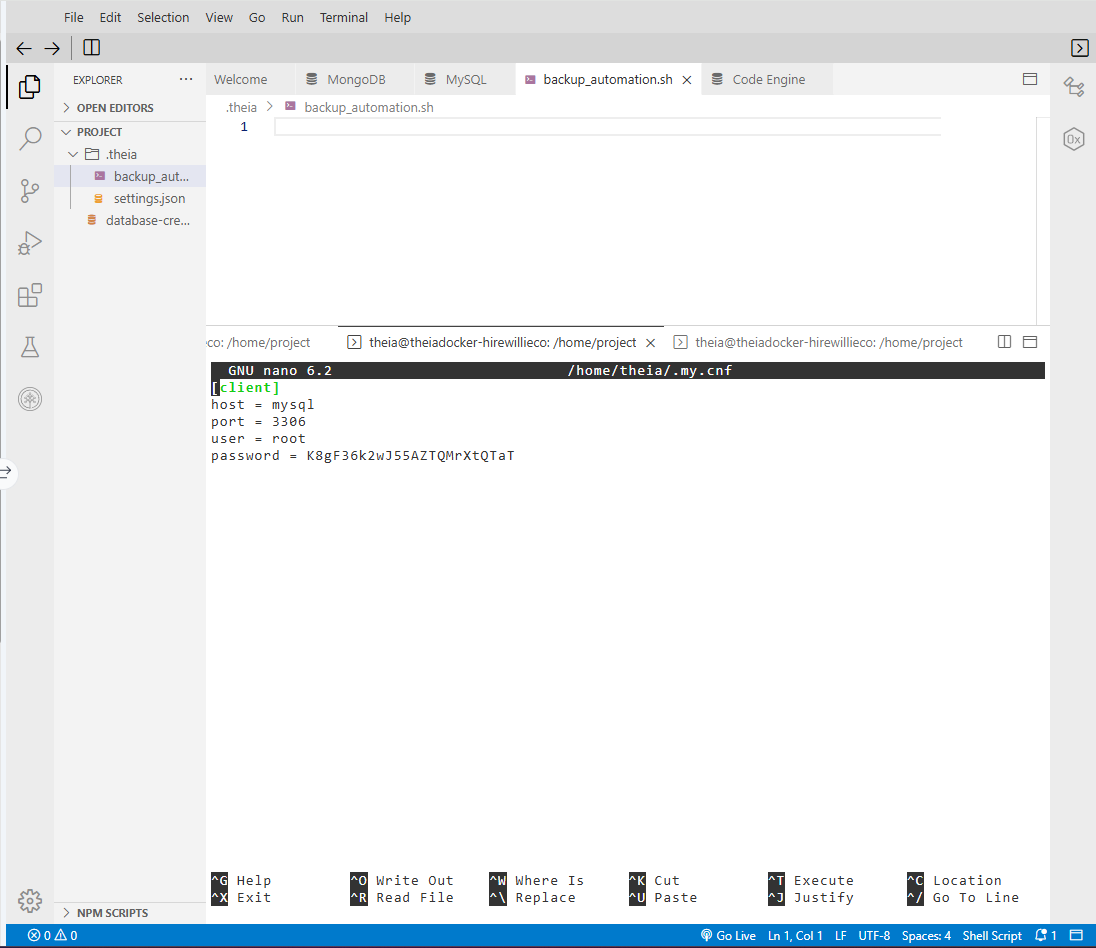 File Edit Selection View Go Run Terminal Help
EXPLORER ...
OPEN EDITORS
PROJECT
.theia
backup_aut...
settings.json
database-cre...
NPM SCRIPTS
Welcome MongoDB MySQL backup_automation.sh Code Engine
.theia > backup_automation.sh
1
eco: /home/project theia@theiadocker-hirewillieco: /home/project theia@theiadocker-hirewillieco: /home/project
GNU nano 6.2 /home/theia/.my.cnf
[client]
host = mysql
port = 3306
user = root
password = K8gF36k2wJ55AZTQMrXtQTaT
^G Help ^O Write Out ^W Where Is ^K Cut ^T Execute ^C Location
^X Exit ^R Read File ^\ Replace ^U Paste ^J Justify ^/ Go To Line
0 0 Go Live Ln 1, Col 1 LF UTF-8 Spaces: 4 Shell Script 1
0x